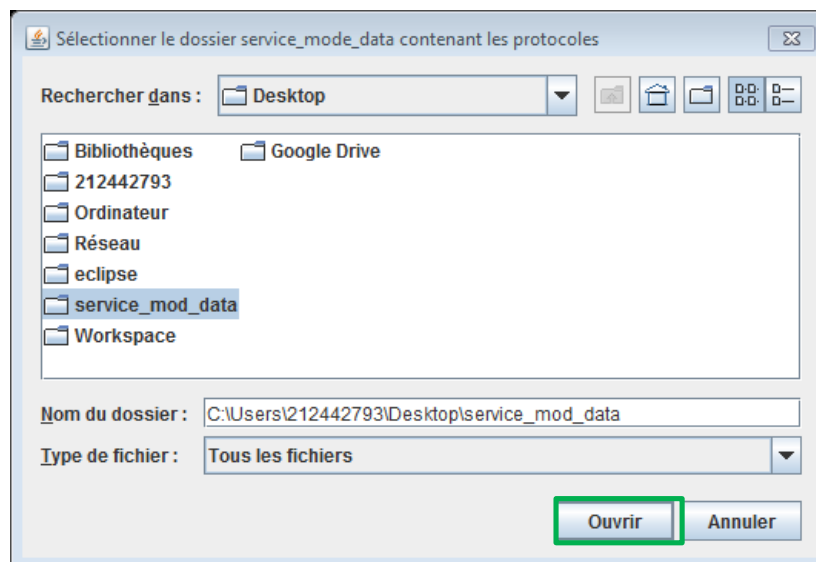 Sélectionner le dossier service_mode_data contenant les protocoles
Rechercher dans : Desktop
Bibliothèques Google Drive
212442793
Ordinateur
Réseau
eclipse
service_mod_data
Workspace
Nom du dossier : C:\Users\212442793\Desktop\service_mod_data
Type de fichier : Tous les fichiers
Ouvrir Annuler